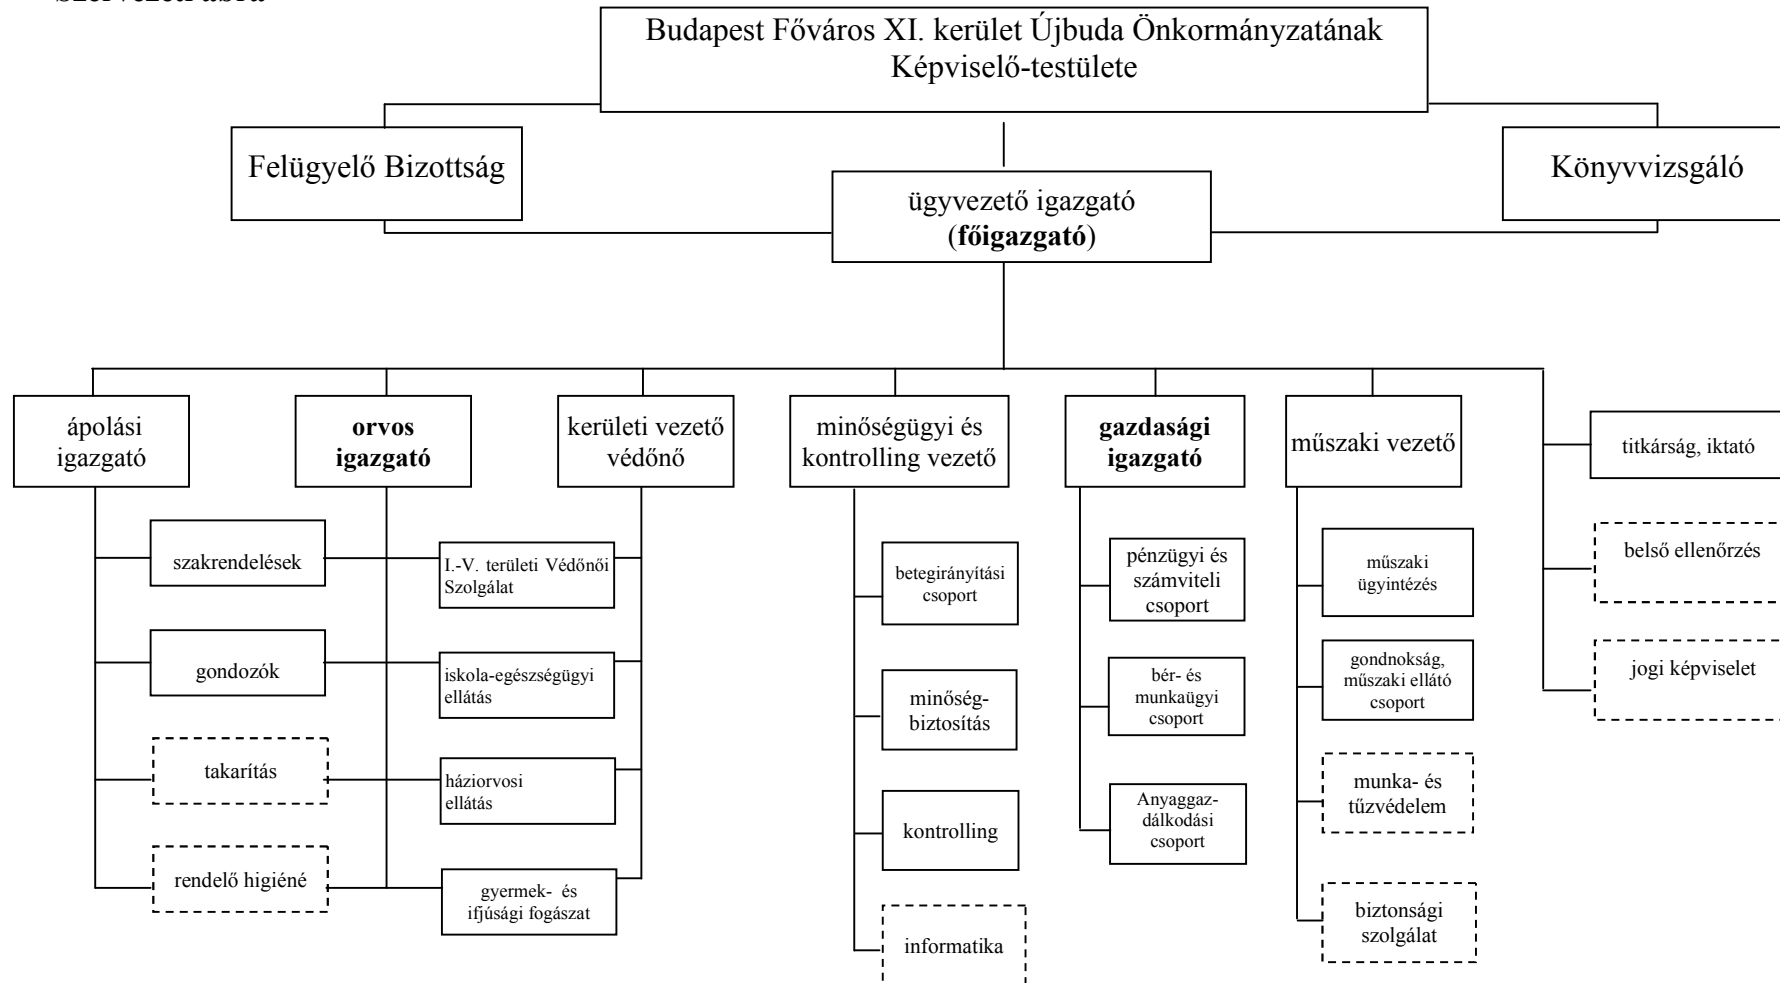 Szervezeti ábra
Budapest Főváros XI. kerület Újbuda Önkormányzatának
Képviselő-testülete
Felügyelő Bizottság
Könyvvizsgáló
ügyvezető igazgató
(főigazgató)
ápolási
igazgató
orvos
igazgató
kerületi vezető
védőnő
minőségügyi és
kontrolling vezető
gazdasági
igazgató
műszaki vezető
titkárság, iktató
szakrendelések
I.-V. területi Védőnői
Szolgálat
betegirányítási
csoport
pénzügyi és
számviteli
csoport
műszaki
ügyintézés
belső ellenőrzés
gondozók
iskola-egészségügyi
ellátás
minőség-
biztosítás
bér- és
munkaügyi
csoport
gondnokság,
műszaki ellátó
csoport
jogi képviselet
takarítás
háziorvosi
ellátás
kontrolling
Anyaggaz-
dálkodási
csoport
munka- és
tűzvédelem
rendelő higiéné
gyermek- és
ifjúsági fogászat
informatika
biztonsági
szolgálat